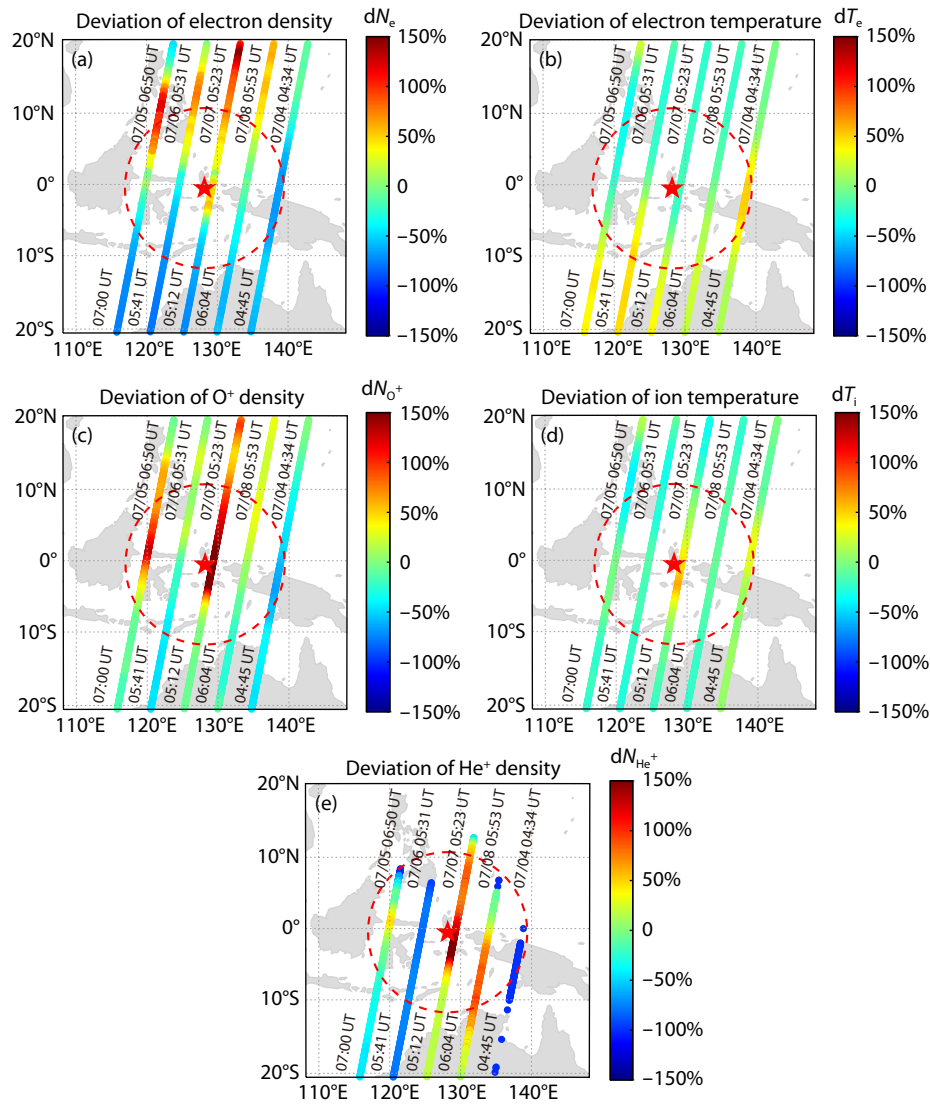 Deviation of electron density
dNₑ
(a)
20°N
10°N
0°
10°S
20°S
110°E
120°E
130°E
140°E
07/05 06:50 UT
07/06 05:31 UT
07/07 05:23 UT
07/08 05:53 UT
07/04 04:34 UT
07:00 UT
05:41 UT
05:12 UT
06:04 UT
04:45 UT
150%
100%
50%
0
−50%
−100%
−150%
Deviation of electron temperature
dTₑ
(b)
20°N
10°N
0°
10°S
20°S
110°E
120°E
130°E
140°E
07/05 06:50 UT
07/06 05:31 UT
07/07 05:23 UT
07/08 05:53 UT
07/04 04:34 UT
07:00 UT
05:41 UT
05:12 UT
06:04 UT
04:45 UT
150%
100%
50%
0
−50%
−100%
−150%
Deviation of O⁺ density
dN_O⁺
(c)
20°N
10°N
0°
10°S
20°S
110°E
120°E
130°E
140°E
07/05 06:50 UT
07/06 05:31 UT
07/07 05:23 UT
07/08 05:53 UT
07/04 04:34 UT
07:00 UT
05:41 UT
05:12 UT
06:04 UT
04:45 UT
150%
100%
50%
0
−50%
−100%
−150%
Deviation of ion temperature
dTᵢ
(d)
20°N
10°N
0°
10°S
20°S
110°E
120°E
130°E
140°E
07/05 06:50 UT
07/06 05:31 UT
07/07 05:23 UT
07/08 05:53 UT
07/04 04:34 UT
07:00 UT
05:41 UT
05:12 UT
06:04 UT
04:45 UT
150%
100%
50%
0
−50%
−100%
−150%
Deviation of He⁺ density
dN_He⁺
(e)
20°N
10°N
0°
10°S
20°S
110°E
120°E
130°E
140°E
07/05 06:50 UT
07/06 05:31 UT
07/07 05:23 UT
07/08 05:53 UT
07/04 04:34 UT
07:00 UT
05:41 UT
05:12 UT
06:04 UT
04:45 UT
150%
100%
50%
0
−50%
−100%
−150%